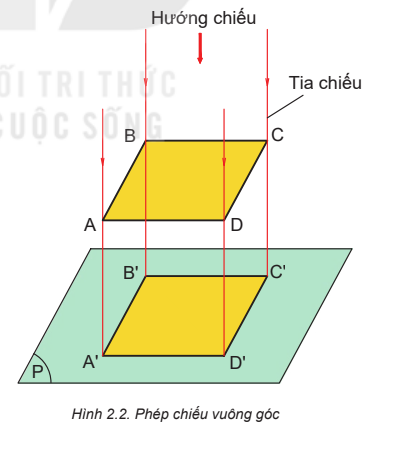 Hướng chiếu
ỐI TRI THỨC
CUỘC SỐNG
Tia chiếu
B
C
A
D
B'
C'
A'
D'
P
Hình 2.2. Phép chiếu vuông góc